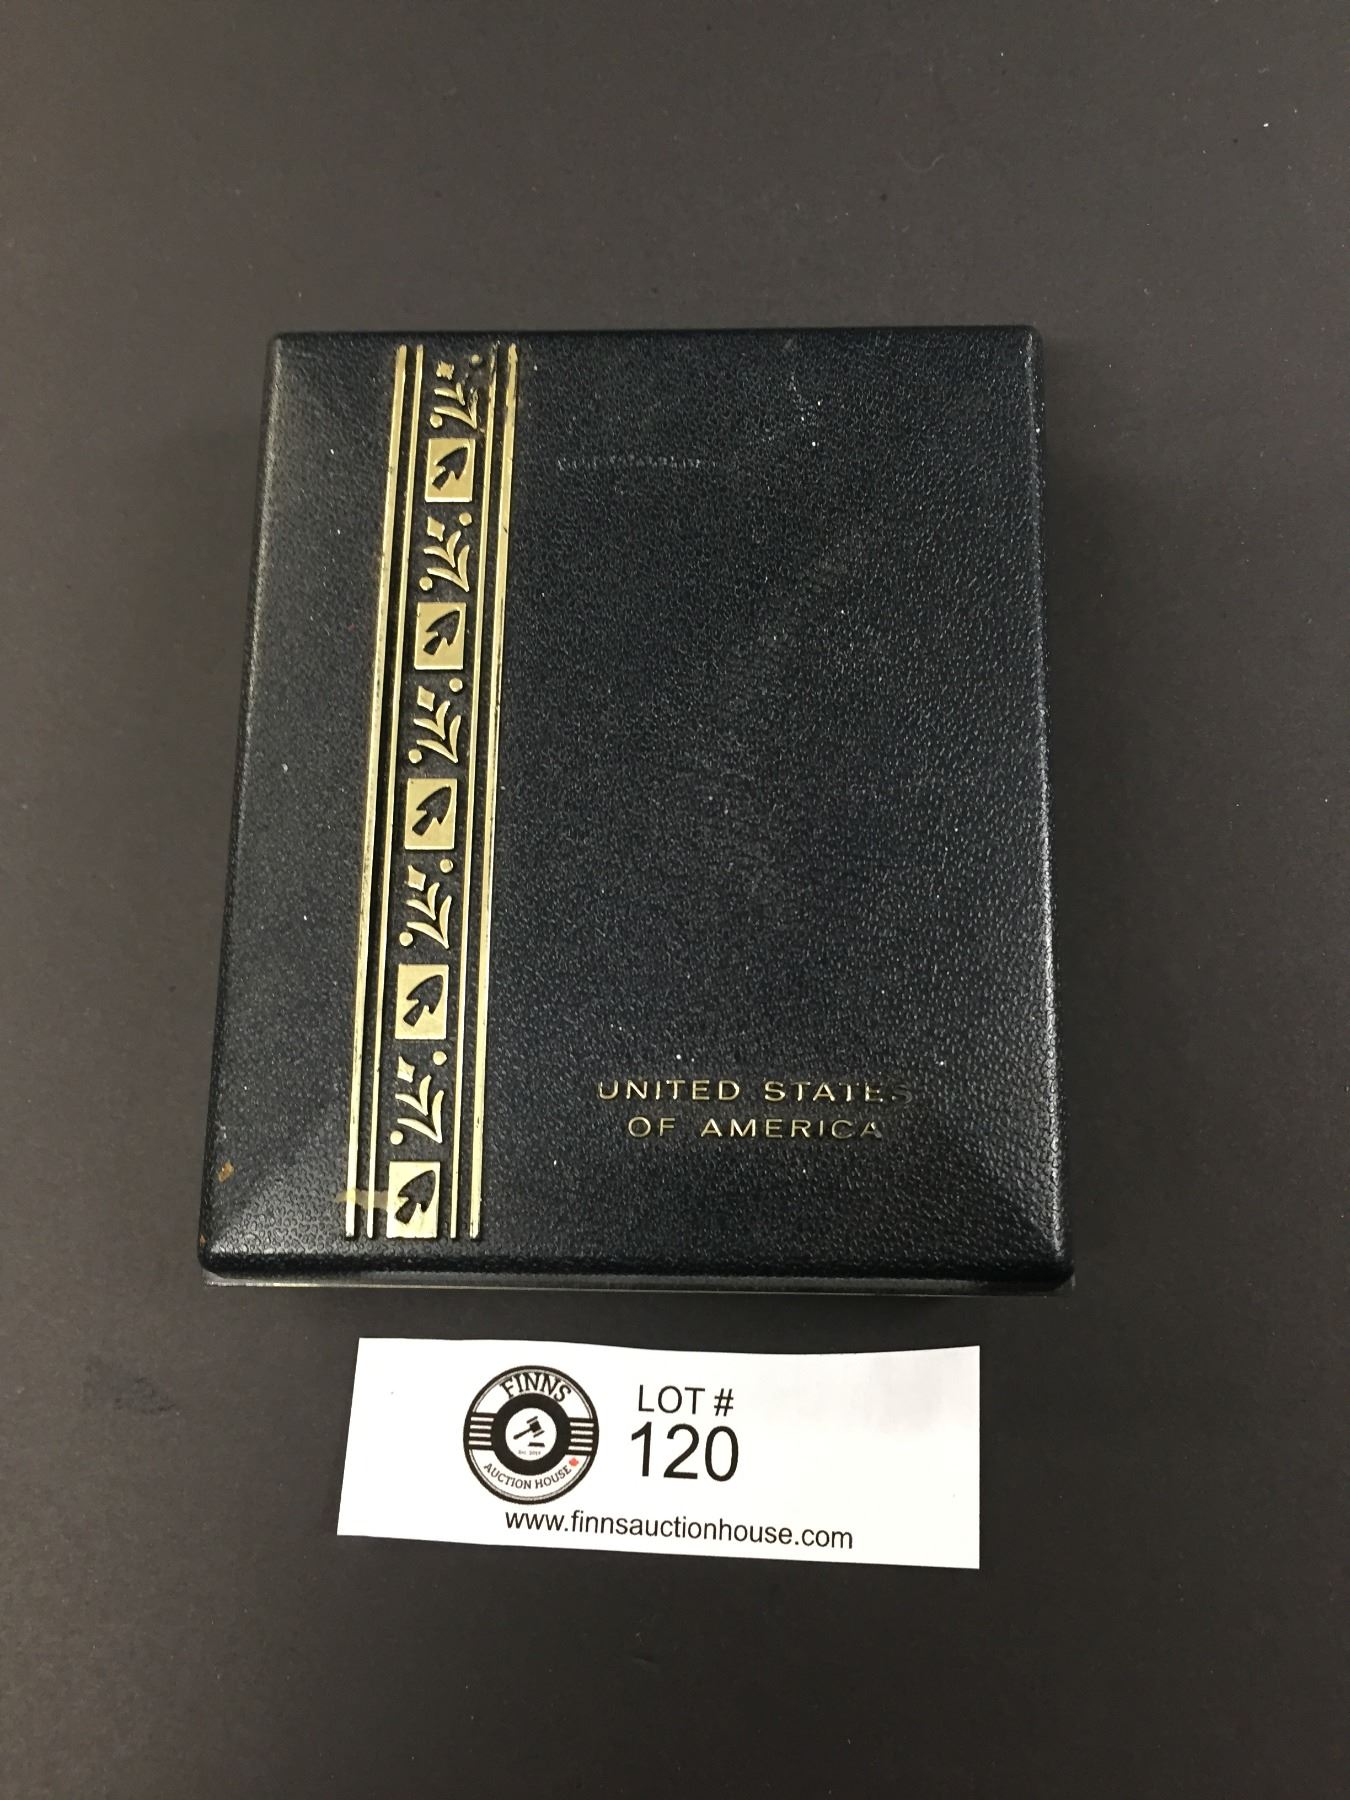 UNITED STATES
OF AMERICA
FINNS
AUCTION HOUSE
LOT #
120
www.finnsauctionhouse.com